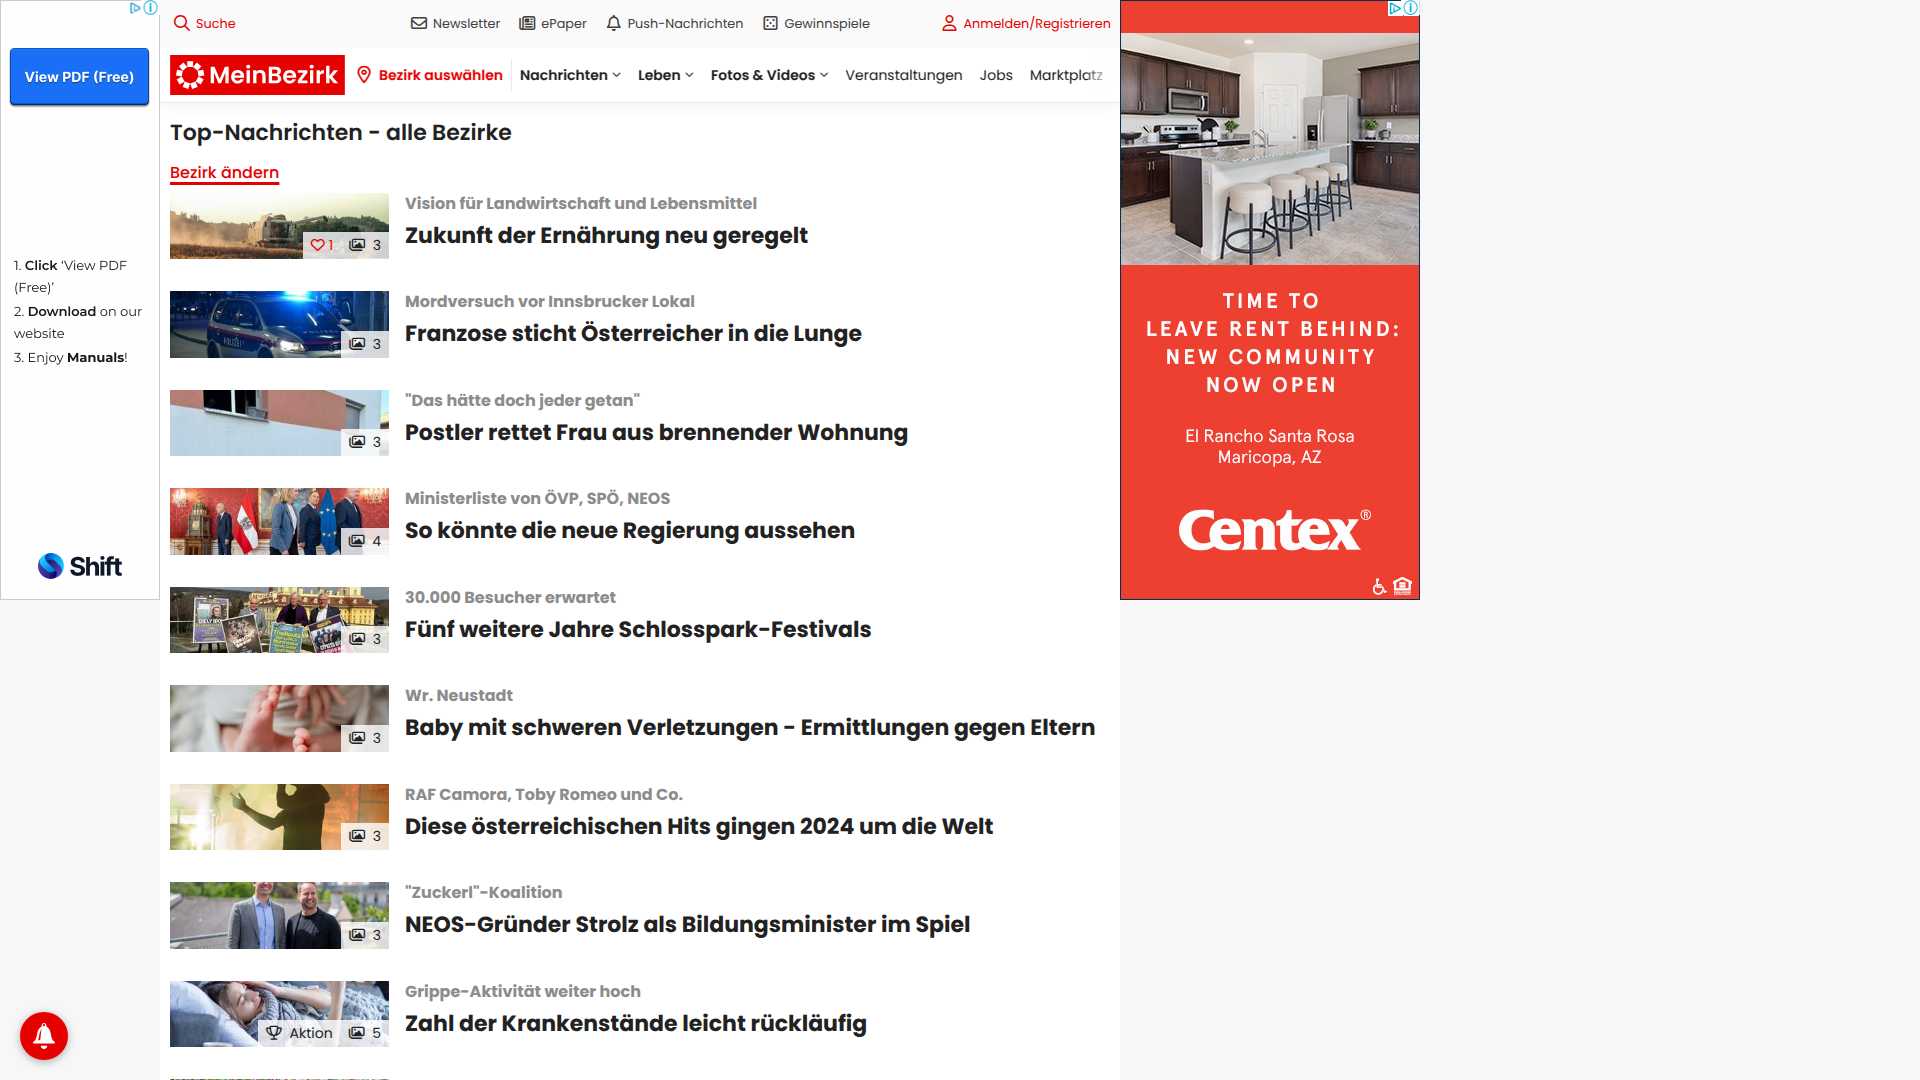 View PDF (Free)
1. Click ‘View PDF
(Free)’
2. Download on our
website
3. Enjoy Manuals!
Shift
Suche
Newsletter
ePaper
Push-Nachrichten
Gewinnspiele
Anmelden/Registrieren
MeinBezirk
Bezirk auswählen
Nachrichten
Leben
Fotos & Videos
Veranstaltungen
Jobs
Marktplatz
Top-Nachrichten - alle Bezirke
Bezirk ändern
1
3
Vision für Landwirtschaft und Lebensmittel
Zukunft der Ernährung neu geregelt
3
Mordversuch vor Innsbrucker Lokal
Franzose sticht Österreicher in die Lunge
3
"Das hätte doch jeder getan"
Postler rettet Frau aus brennender Wohnung
4
Ministerliste von ÖVP, SPÖ, NEOS
So könnte die neue Regierung aussehen
3
30.000 Besucher erwartet
Fünf weitere Jahre Schlosspark-Festivals
3
Wr. Neustadt
Baby mit schweren Verletzungen - Ermittlungen gegen Eltern
3
RAF Camora, Toby Romeo und Co.
Diese österreichischen Hits gingen 2024 um die Welt
3
"Zuckerl"-Koalition
NEOS-Gründer Strolz als Bildungsminister im Spiel
Aktion
5
Grippe-Aktivität weiter hoch
Zahl der Krankenstände leicht rückläufig
TIME TO
LEAVE RENT BEHIND:
NEW COMMUNITY
NOW OPEN
El Rancho Santa Rosa
Maricopa, AZ
Centex®